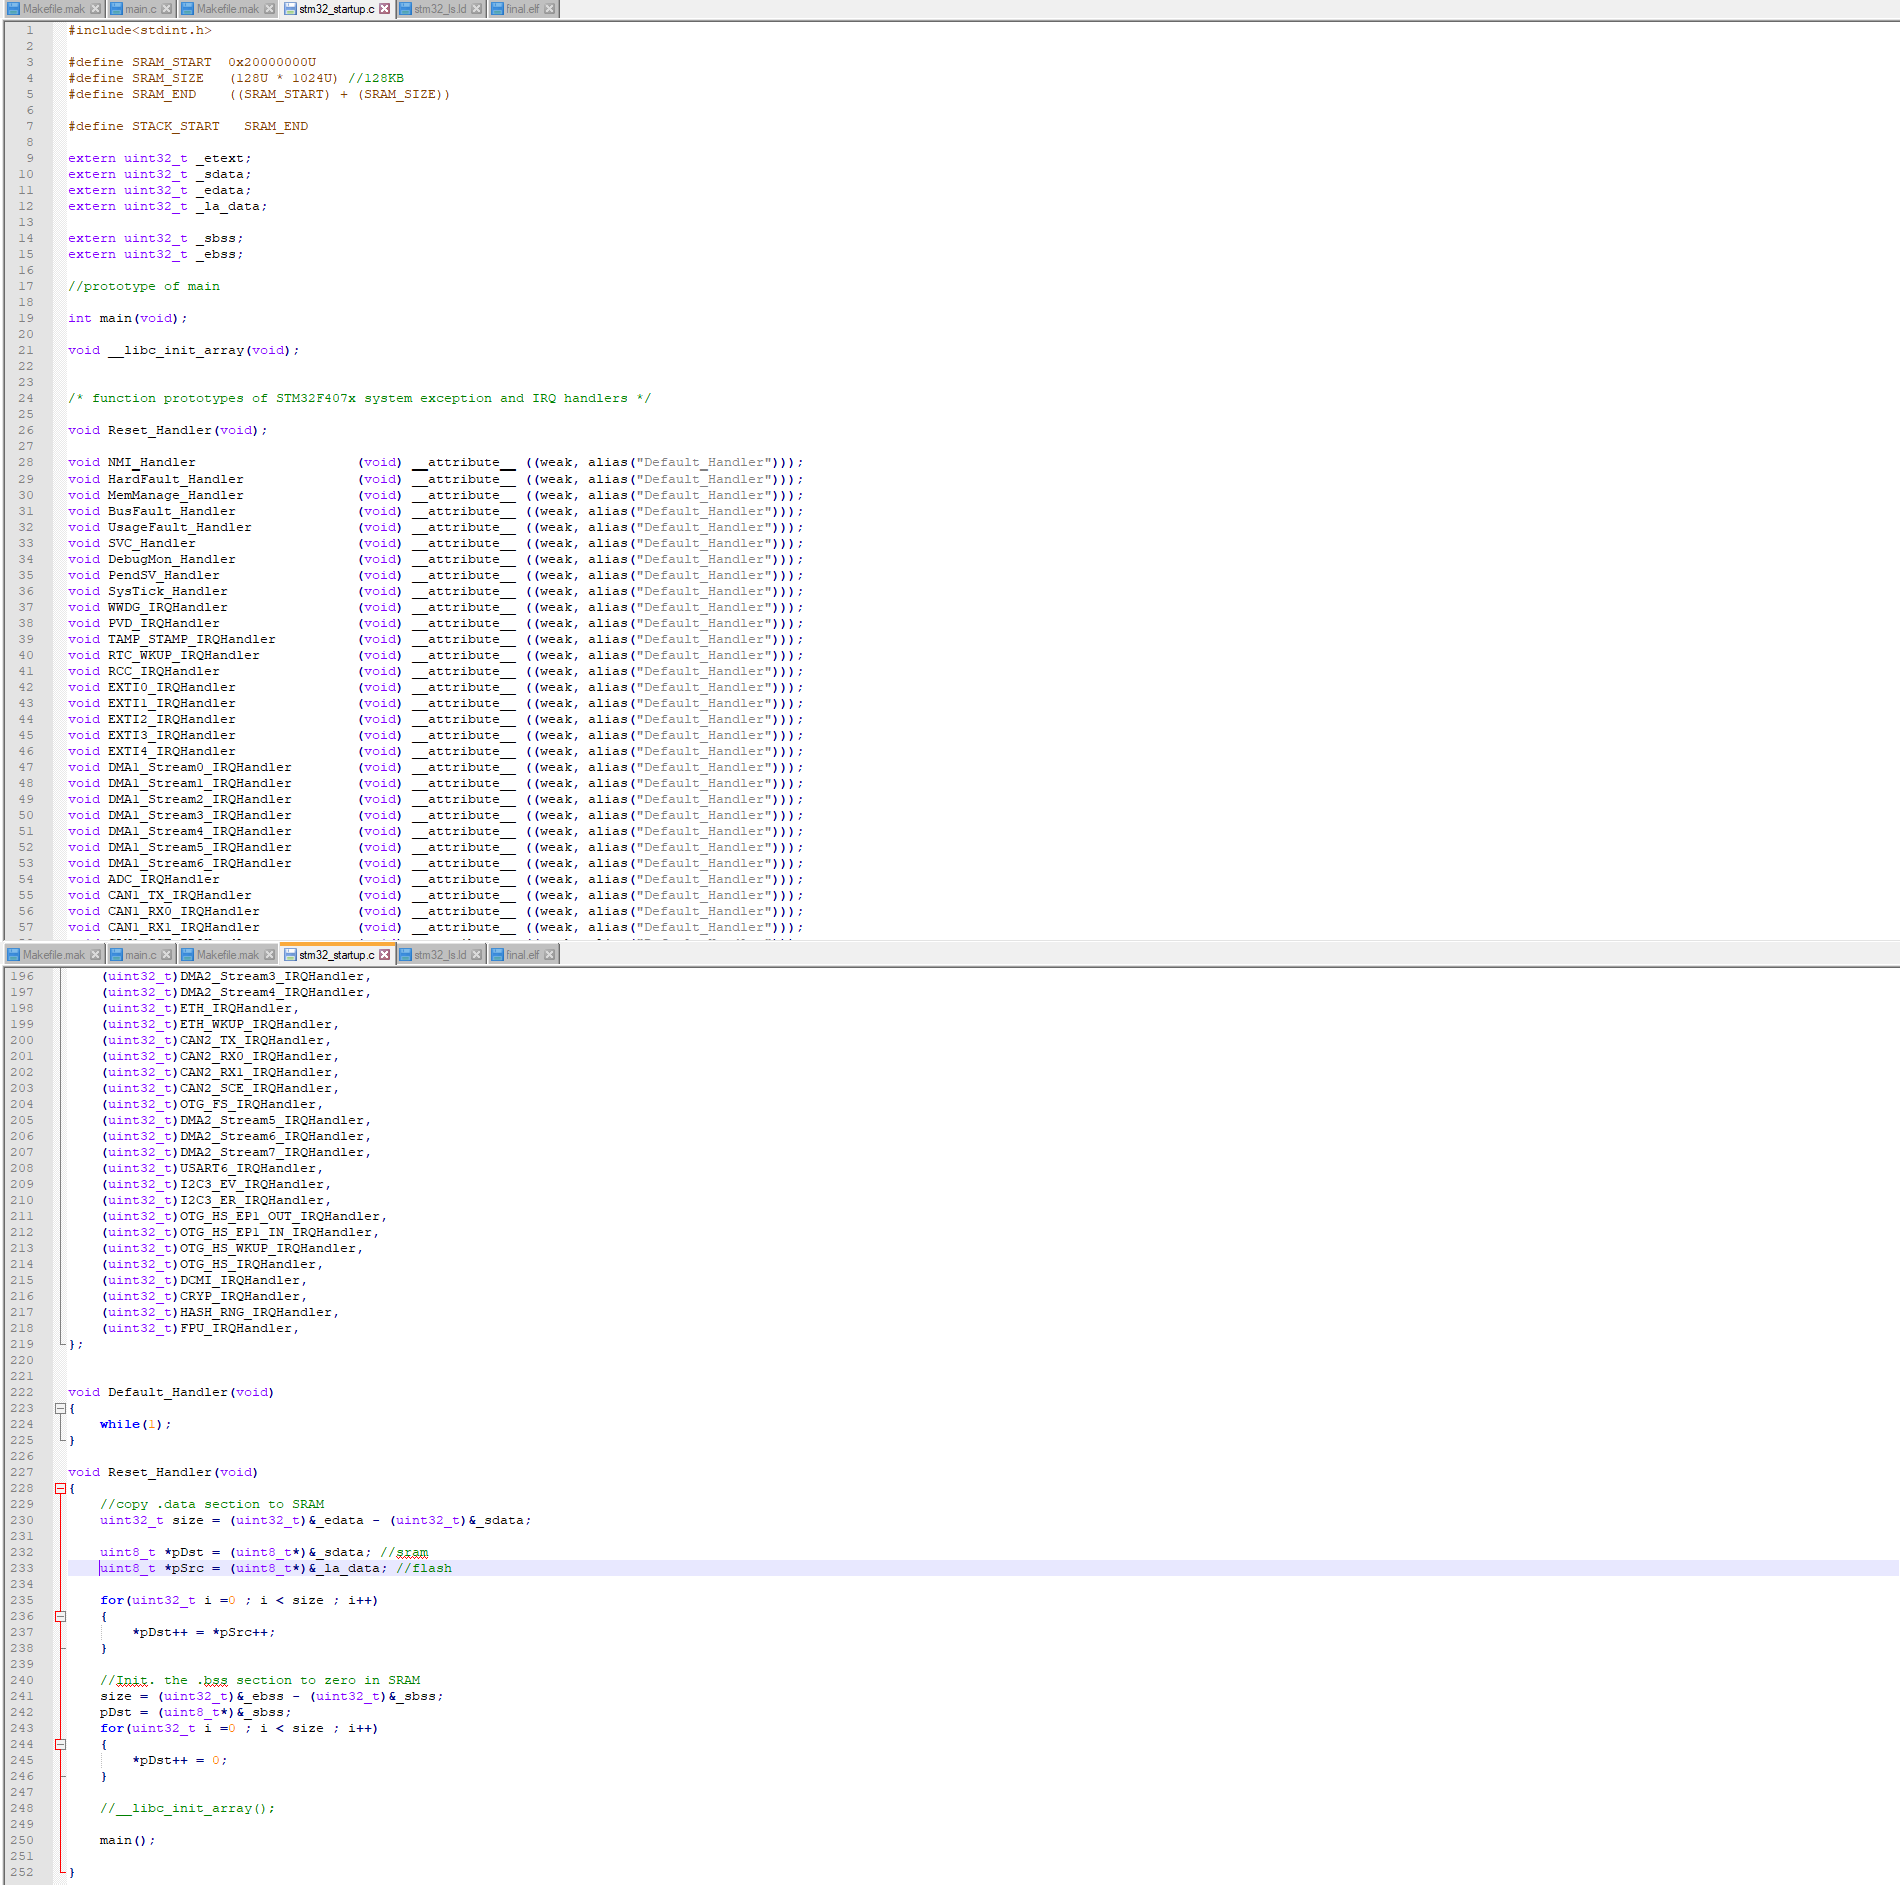 Makefile.mak main.c Makefile.mak stm32_startup.c stm32_ls.ld final.elf
1 #include<stdint.h>
2
3 #define SRAM_START  0x20000000U
4 #define SRAM_SIZE   (128U * 1024U) //128KB
5 #define SRAM_END    ((SRAM_START) + (SRAM_SIZE))
6
7 #define STACK_START   SRAM_END
8
9 extern uint32_t _etext;
10 extern uint32_t _sdata;
11 extern uint32_t _edata;
12 extern uint32_t _la_data;
13
14 extern uint32_t _sbss;
15 extern uint32_t _ebss;
16
17 //prototype of main
18
19 int main(void);
20
21 void __libc_init_array(void);
22
23
24 /* function prototypes of STM32F407x system exception and IRQ handlers */
25
26 void Reset_Handler(void);
27
28 void NMI_Handler (void) __attribute__ ((weak, alias("Default_Handler")));
29 void HardFault_Handler (void) __attribute__ ((weak, alias("Default_Handler")));
30 void MemManage_Handler (void) __attribute__ ((weak, alias("Default_Handler")));
31 void BusFault_Handler (void) __attribute__ ((weak, alias("Default_Handler")));
32 void UsageFault_Handler (void) __attribute__ ((weak, alias("Default_Handler")));
33 void SVC_Handler (void) __attribute__ ((weak, alias("Default_Handler")));
34 void DebugMon_Handler (void) __attribute__ ((weak, alias("Default_Handler")));
35 void PendSV_Handler (void) __attribute__ ((weak, alias("Default_Handler")));
36 void SysTick_Handler (void) __attribute__ ((weak, alias("Default_Handler")));
37 void WWDG_IRQHandler (void) __attribute__ ((weak, alias("Default_Handler")));
38 void PVD_IRQHandler (void) __attribute__ ((weak, alias("Default_Handler")));
39 void TAMP_STAMP_IRQHandler (void) __attribute__ ((weak, alias("Default_Handler")));
40 void RTC_WKUP_IRQHandler (void) __attribute__ ((weak, alias("Default_Handler")));
41 void RCC_IRQHandler (void) __attribute__ ((weak, alias("Default_Handler")));
42 void EXTI0_IRQHandler (void) __attribute__ ((weak, alias("Default_Handler")));
43 void EXTI1_IRQHandler (void) __attribute__ ((weak, alias("Default_Handler")));
44 void EXTI2_IRQHandler (void) __attribute__ ((weak, alias("Default_Handler")));
45 void EXTI3_IRQHandler (void) __attribute__ ((weak, alias("Default_Handler")));
46 void EXTI4_IRQHandler (void) __attribute__ ((weak, alias("Default_Handler")));
47 void DMA1_Stream0_IRQHandler (void) __attribute__ ((weak, alias("Default_Handler")));
48 void DMA1_Stream1_IRQHandler (void) __attribute__ ((weak, alias("Default_Handler")));
49 void DMA1_Stream2_IRQHandler (void) __attribute__ ((weak, alias("Default_Handler")));
50 void DMA1_Stream3_IRQHandler (void) __attribute__ ((weak, alias("Default_Handler")));
51 void DMA1_Stream4_IRQHandler (void) __attribute__ ((weak, alias("Default_Handler")));
52 void DMA1_Stream5_IRQHandler (void) __attribute__ ((weak, alias("Default_Handler")));
53 void DMA1_Stream6_IRQHandler (void) __attribute__ ((weak, alias("Default_Handler")));
54 void ADC_IRQHandler (void) __attribute__ ((weak, alias("Default_Handler")));
55 void CAN1_TX_IRQHandler (void) __attribute__ ((weak, alias("Default_Handler")));
56 void CAN1_RX0_IRQHandler (void) __attribute__ ((weak, alias("Default_Handler")));
57 void CAN1_RX1_IRQHandler (void) __attribute__ ((weak, alias("Default_Handler")));
Makefile.mak main.c Makefile.mak stm32_startup.c stm32_ls.ld final.elf
196 (uint32_t)DMA2_Stream3_IRQHandler,
197 (uint32_t)DMA2_Stream4_IRQHandler,
198 (uint32_t)ETH_IRQHandler,
199 (uint32_t)ETH_WKUP_IRQHandler,
200 (uint32_t)CAN2_TX_IRQHandler,
201 (uint32_t)CAN2_RX0_IRQHandler,
202 (uint32_t)CAN2_RX1_IRQHandler,
203 (uint32_t)CAN2_SCE_IRQHandler,
204 (uint32_t)OTG_FS_IRQHandler,
205 (uint32_t)DMA2_Stream5_IRQHandler,
206 (uint32_t)DMA2_Stream6_IRQHandler,
207 (uint32_t)DMA2_Stream7_IRQHandler,
208 (uint32_t)USART6_IRQHandler,
209 (uint32_t)I2C3_EV_IRQHandler,
210 (uint32_t)I2C3_ER_IRQHandler,
211 (uint32_t)OTG_HS_EP1_OUT_IRQHandler,
212 (uint32_t)OTG_HS_EP1_IN_IRQHandler,
213 (uint32_t)OTG_HS_WKUP_IRQHandler,
214 (uint32_t)OTG_HS_IRQHandler,
215 (uint32_t)DCMI_IRQHandler,
216 (uint32_t)CRYP_IRQHandler,
217 (uint32_t)HASH_RNG_IRQHandler,
218 (uint32_t)FPU_IRQHandler,
219 };
220
221
222 void Default_Handler(void)
223 {
224 while(1);
225 }
226
227 void Reset_Handler(void)
228 {
229 //copy .data section to SRAM
230 uint32_t size = (uint32_t)&_edata - (uint32_t)&_sdata;
231
232 uint8_t *pDst = (uint8_t*)&_sdata; //sram
233 uint8_t *pSrc = (uint8_t*)&_la_data; //flash
234
235 for(uint32_t i =0 ; i < size ; i++)
236 {
237 *pDst++ = *pSrc++;
238 }
239
240 //Init. the .bss section to zero in SRAM
241 size = (uint32_t)&_ebss - (uint32_t)&_sbss;
242 pDst = (uint8_t*)&_sbss;
243 for(uint32_t i =0 ; i < size ; i++)
244 {
245 *pDst++ = 0;
246 }
247
248 //__libc_init_array();
249
250 main();
251
252 }